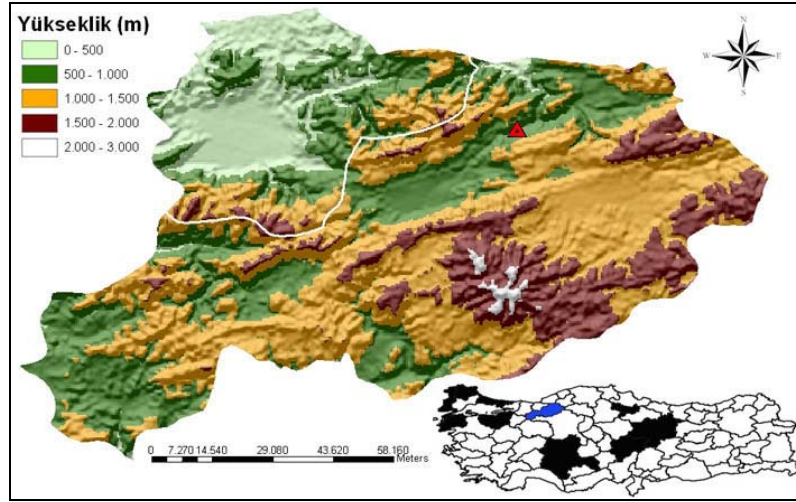 Yükseklik (m)
0 - 500
500 - 1.000
1.000 - 1.500
1.500 - 2.000
2.000 - 3.000
N
W
E
S
0 7.270 14.540 29.080 43.620 58.160
Meters